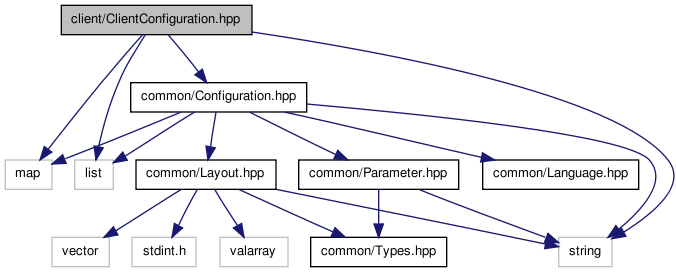 client/ClientConfiguration.hpp
common/Configuration.hpp
map
list
common/Layout.hpp
common/Parameter.hpp
common/Language.hpp
vector
stdint.h
valarray
common/Types.hpp
string